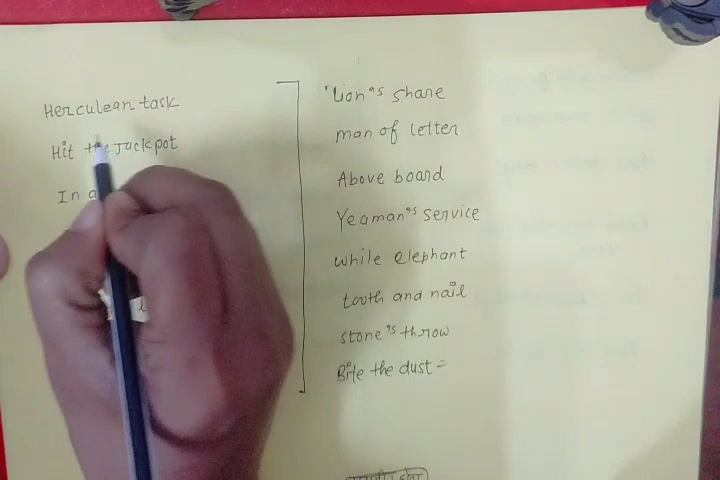 Herculean task
Hit the Jackpot
In a
Lion"s share
man of letter
Above board
Yeaman"s service
while elephant
tooth and nail
stone"s throw
Bite the dust =